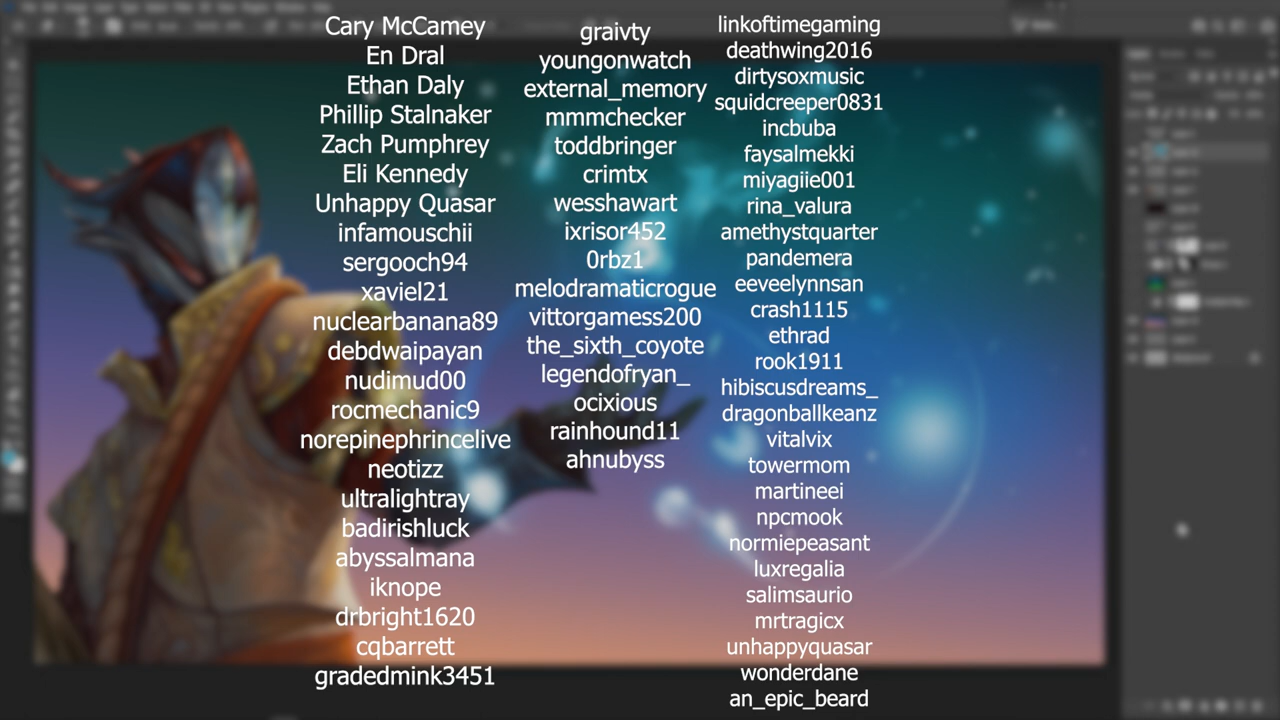 Cary McCamey
En Dral
Ethan Daly
Phillip Stalnaker
Zach Pumphrey
Eli Kennedy
Unhappy Quasar
infamouschii
sergooch94
xaviel21
nuclearbanana89
debdwaipayan
nudimud00
rocmechanic9
norepinephrincelive
neotizz
ultralightray
badirishluck
abyssalmana
iknope
drbright1620
cqbarrett
gradedmink3451
graivty
youngonwatch
external_memory
mmmchecker
toddbringer
crimtx
wesshawart
ixrisor452
0rbz1
melodramaticrogue
vittorgamess200
the_sixth_coyote
legendofryan_
ocixious
rainhound11
ahnubyss
linkoftimegaming
deathwing2016
dirtysoxmusic
squidcreeper0831
incbuba
faysalmekki
miyagiie001
rina_valura
amethystquarter
pandemera
eeveelynnsan
crash1115
ethrad
rook1911
hibiscusdreams_
dragonballkeanz
vitalvix
towermom
martineei
npcmook
normiepeasant
luxregalia
salimsaurio
mrtragicx
unhappyquasar
wonderdane
an_epic_beard